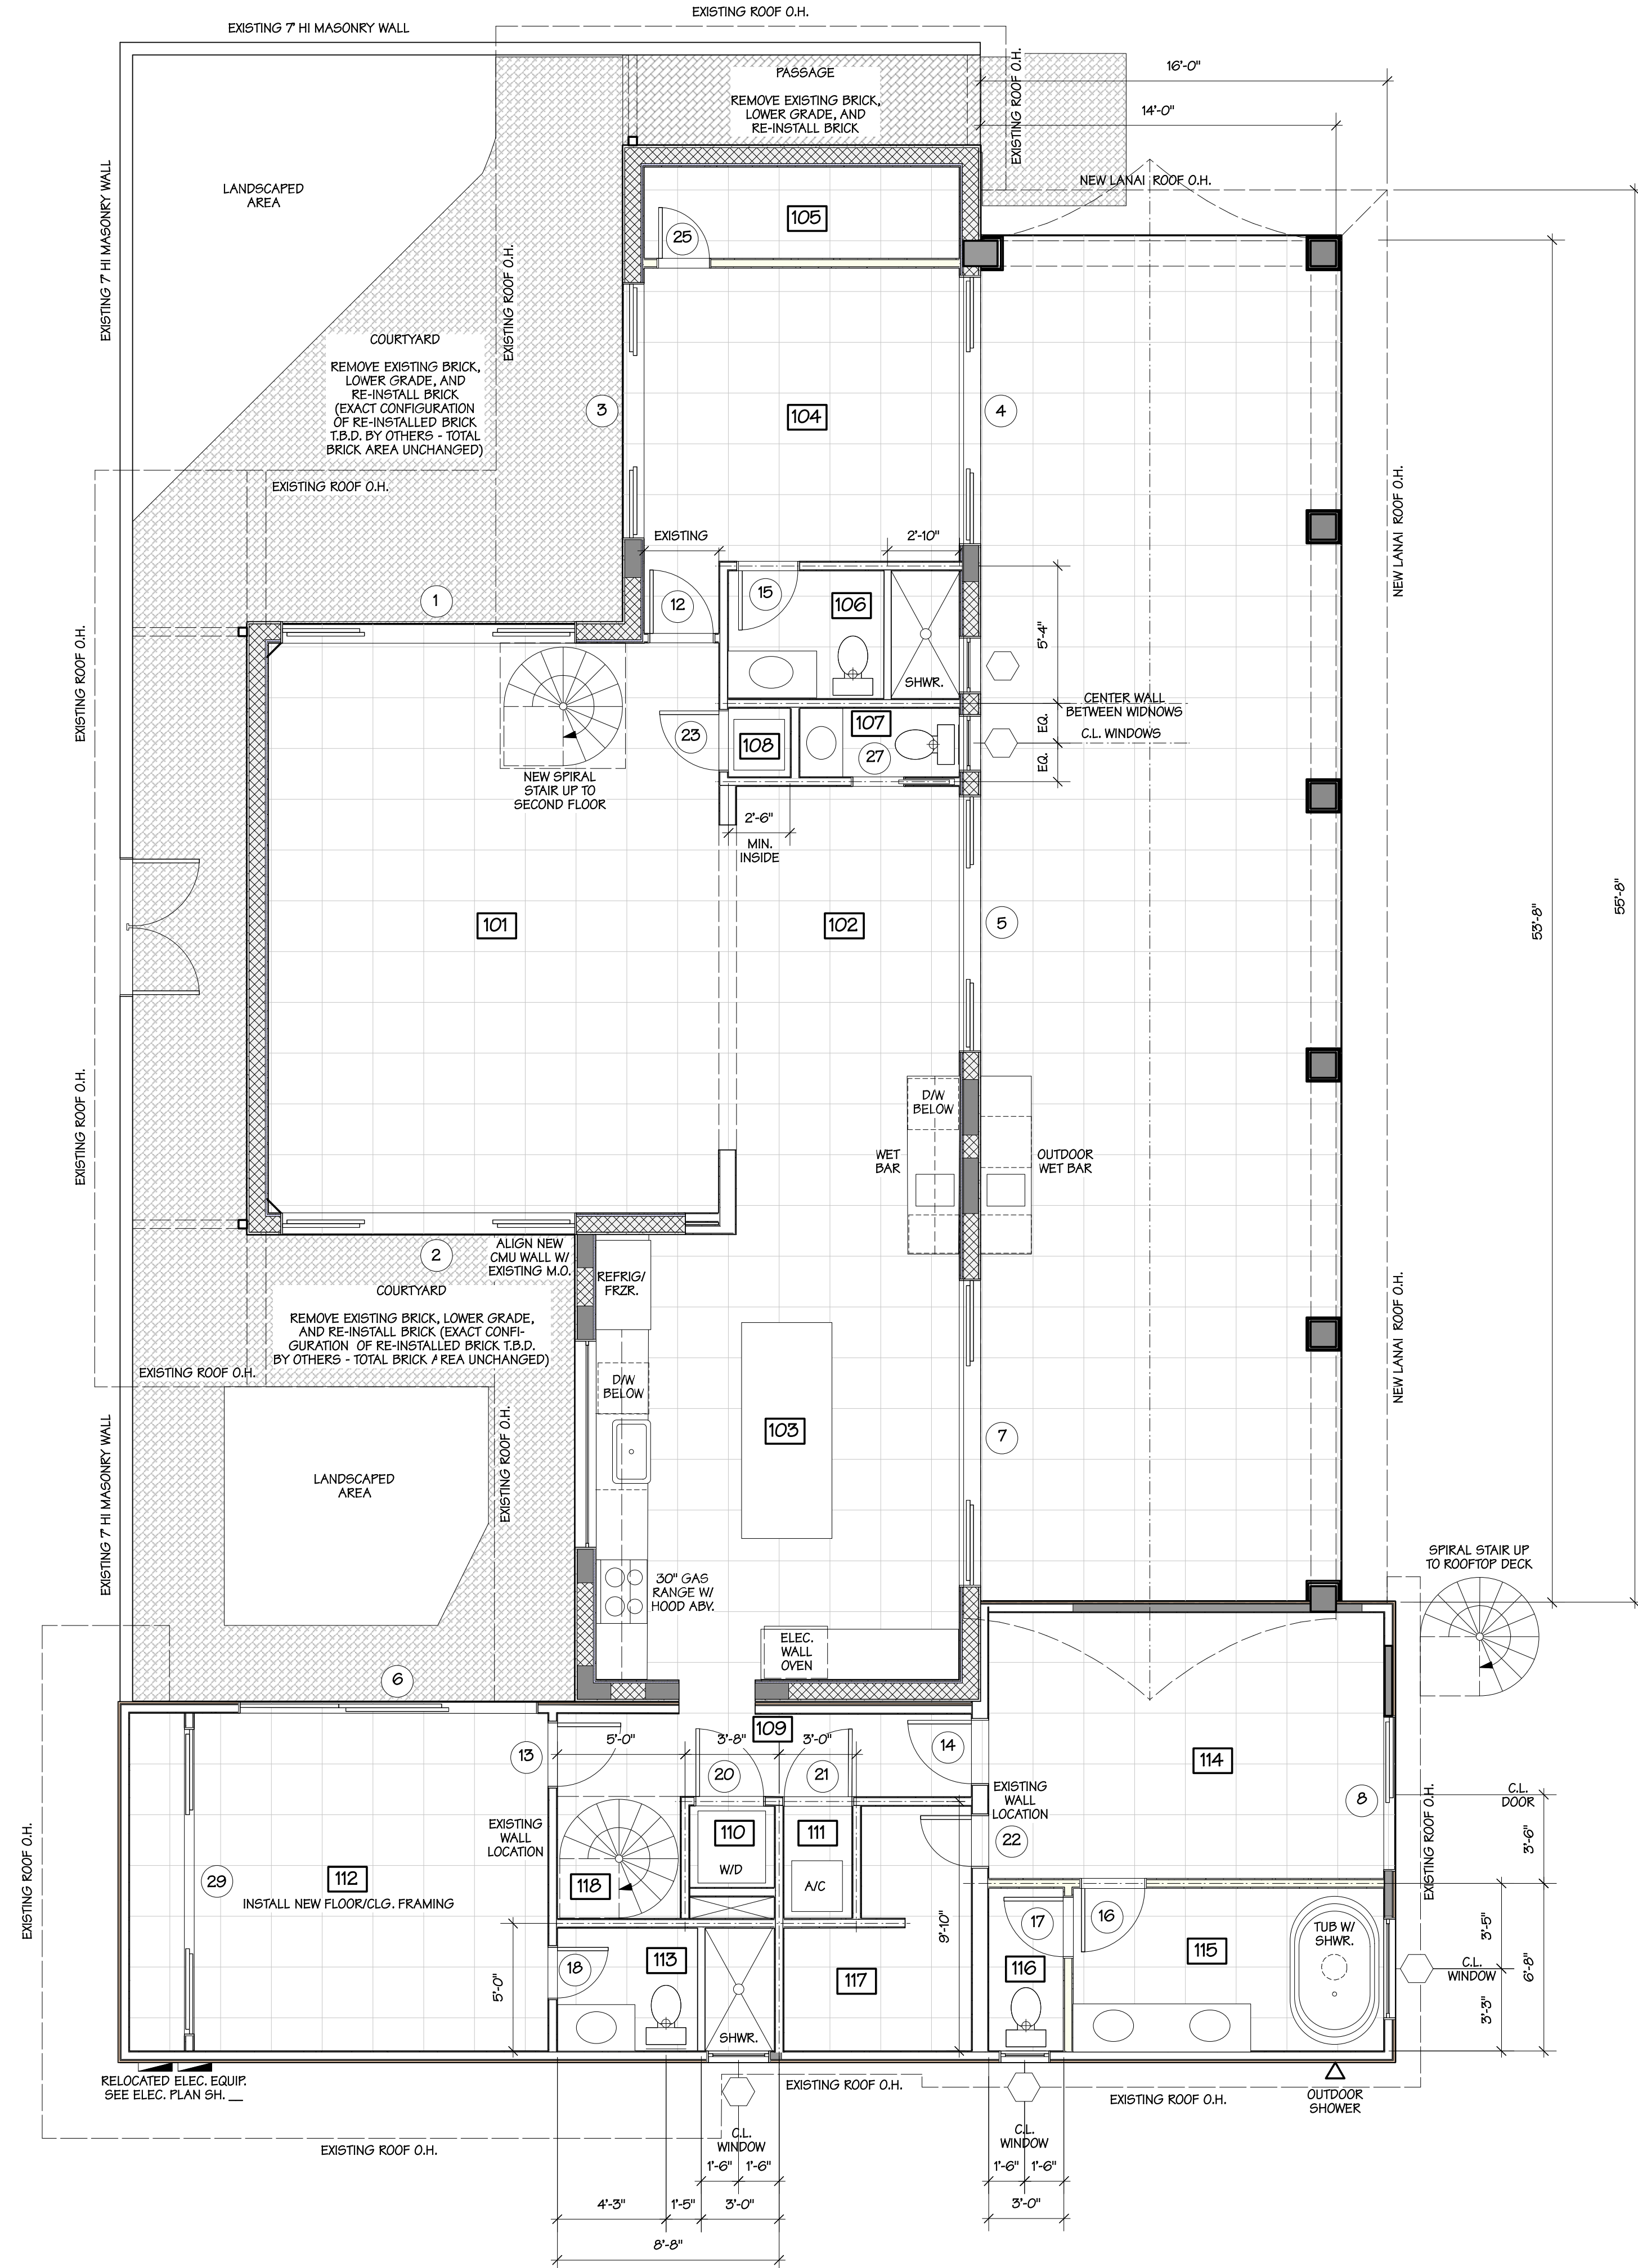 EXISTING ROOF O.H.
EXISTING 7' HI MASONRY WALL
PASSAGE
REMOVE EXISTING BRICK,
LOWER GRADE, AND
RE-INSTALL BRICK
EXISTING ROOF O.H.
16'-0"
14'-0"
NEW LANAI ROOF O.H.
EXISTING 7' HI MASONRY WALL
LANDSCAPED
AREA
105
25
EXISTING ROOF O.H.
COURTYARD
REMOVE EXISTING BRICK,
LOWER GRADE, AND
RE-INSTALL BRICK
(EXACT CONFIGURATION
OF RE-INSTALLED BRICK
T.B.D. BY OTHERS - TOTAL
BRICK AREA UNCHANGED)
3
104
4
EXISTING ROOF O.H.
NEW LANAI ROOF O.H.
EXISTING
2'-10"
1
12
15
106
5'-4"
SHWR.
EXISTING ROOF O.H.
CENTER WALL
BETWEEN WIDNOWS
C.L. WINDOWS
EQ.
EQ.
23
108
107
27
NEW SPIRAL
STAIR UP TO
SECOND FLOOR
2'-6"
MIN.
INSIDE
101
102
5
53'-8"
55'-8"
EXISTING ROOF O.H.
D/W
BELOW
WET
BAR
OUTDOOR
WET BAR
2
ALIGN NEW
CMU WALL W/
EXISTING M.O.
REFRIG/
FRZR.
COURTYARD
REMOVE EXISTING BRICK, LOWER GRADE,
AND RE-INSTALL BRICK (EXACT CONFI-
GURATION OF RE-INSTALLED BRICK T.B.D.
BY OTHERS - TOTAL BRICK AREA UNCHANGED)
EXISTING ROOF O.H.
NEW LANAI ROOF O.H.
D/W
BELOW
103
7
EXISTING 7' HI MASONRY WALL
LANDSCAPED
AREA
EXISTING ROOF O.H.
SPIRAL STAIR UP
TO ROOFTOP DECK
30" GAS
RANGE W/
HOOD ABV.
ELEC.
WALL
OVEN
6
109
5'-0"
3'-8"
3'-0"
13
20
21
14
114
EXISTING
WALL
LOCATION
8
C.L.
DOOR
EXISTING ROOF O.H.
3'-6"
EXISTING
WALL
LOCATION
110
111
22
W/D
A/C
EXISTING ROOF O.H.
29
112
INSTALL NEW FLOOR/CLG. FRAMING
118
9'-10"
17
16
TUB W/
SHWR.
3'-5"
113
115
116
117
18
5'-0"
C.L.
WINDOW
6'-8"
3'-3"
SHWR.
RELOCATED ELEC. EQUIP.
SEE ELEC. PLAN SH. __
EXISTING ROOF O.H.
EXISTING ROOF O.H.
OUTDOOR
SHOWER
EXISTING ROOF O.H.
C.L.
WINDOW
C.L.
WINDOW
1'-6"
1'-6"
1'-6"
1'-6"
4'-3"
1'-5"
3'-0"
3'-0"
8'-8"